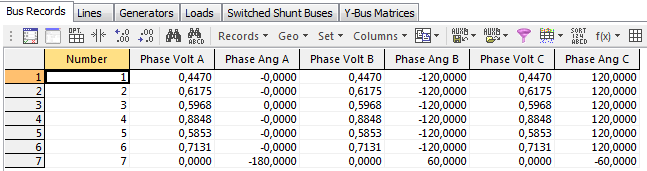 Bus Records Lines Generators Loads Switched Shunt Buses Y-Bus Matrices
Records Geo Set Columns f(x)
Number Phase Volt A Phase Ang A Phase Volt B Phase Ang B Phase Volt C Phase Ang C
1 1 0,4470 -0,0000 0,4470 -120,0000 0,4470 120,0000
2 2 0,6175 -0,0000 0,6175 -120,0000 0,6175 120,0000
3 3 0,5968 0,0000 0,5968 -120,0000 0,5968 120,0000
4 4 0,8848 -0,0000 0,8848 -120,0000 0,8848 120,0000
5 5 0,5853 -0,0000 0,5853 -120,0000 0,5853 120,0000
6 6 0,7131 -0,0000 0,7131 -120,0000 0,7131 120,0000
7 7 0,0000 -180,0000 0,0000 60,0000 0,0000 -60,0000